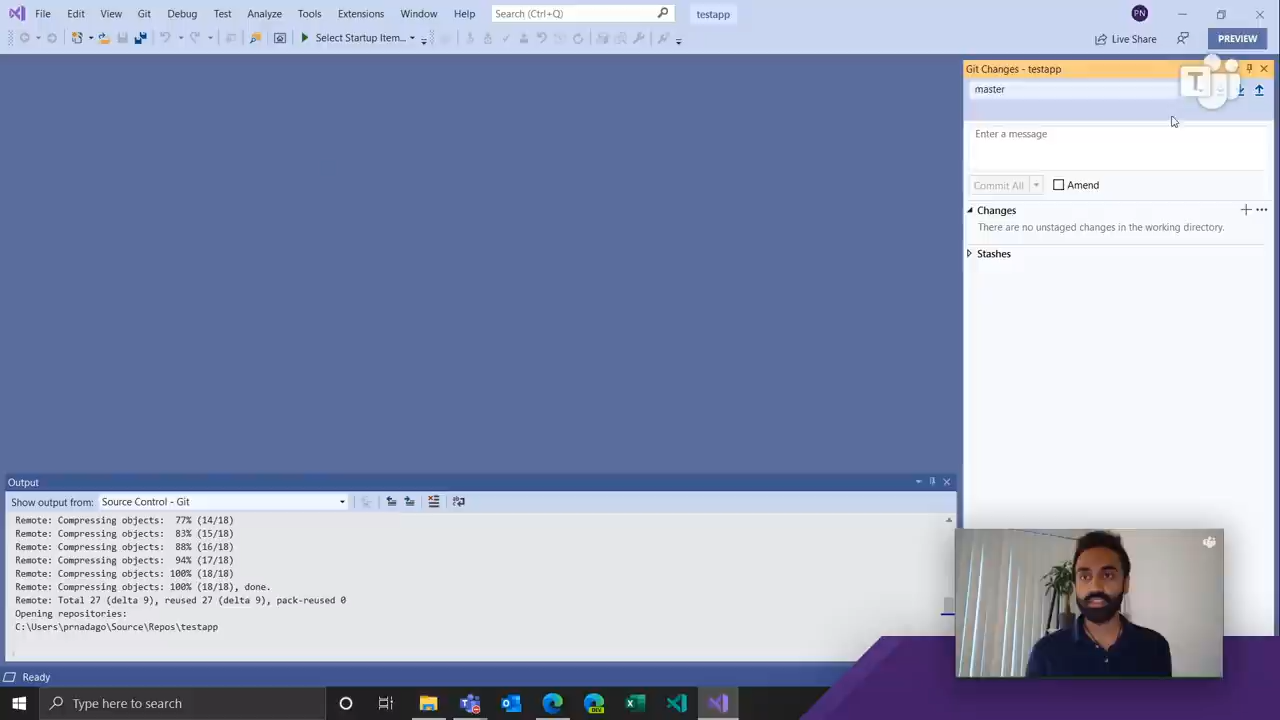 File Edit View Git Debug Test Analyze Tools Extensions Window Help Search (Ctrl+Q) testapp PN
Select Startup Item... Live Share PREVIEW
Git Changes - testapp
T
master
Enter a message
Commit All Amend
Changes
There are no unstaged changes in the working directory.
Stashes
Output
Show output from: Source Control - Git
Remote: Compressing objects: 77% (14/18)
Remote: Compressing objects: 83% (15/18)
Remote: Compressing objects: 88% (16/18)
Remote: Compressing objects: 94% (17/18)
Remote: Compressing objects: 100% (18/18)
Remote: Compressing objects: 100% (18/18), done.
Remote: Total 27 (delta 9), reused 27 (delta 9), pack-reused 0
Opening repositories:
C:\Users\prnadago\Source\Repos\testapp
Ready
Type here to search